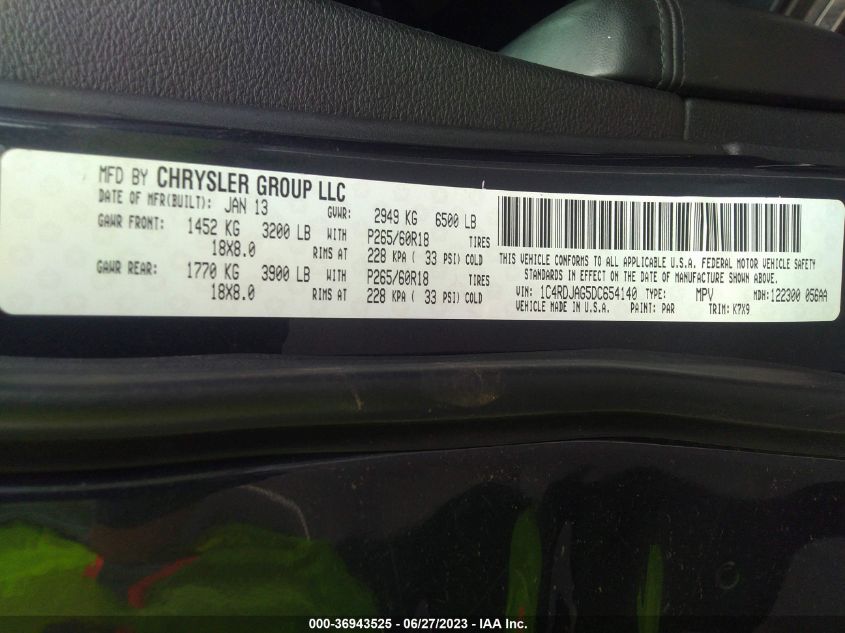 MFD BY CHRYSLER GROUP LLC
DATE OF MFR(BUILT): JAN 13 GVWR: 2949 KG 6500 LB
GAWR FRONT: 1452 KG 3200 LB WITH P265/60R18 TIRES
18X8.0 RIMS AT 228 KPA ( 33 PSI) COLD
GAWR REAR: 1770 KG 3900 LB WITH P265/60R18 TIRES
18X8.0 RIMS AT 228 KPA ( 33 PSI) COLD
THIS VEHICLE CONFORMS TO ALL APPLICABLE U.S.A. FEDERAL MOTOR VEHICLE SAFETY
STANDARDS IN EFFECT ON THE DATE OF MANUFACTURE SHOWN ABOVE.
VIN: 1C4RDJAG5DC654140 TYPE: MPV MDH:122300 056AA
VEHICLE MADE IN U.S.A. PAINT: PAR TRIM: K7X9
000-36943525 - 06/27/2023 - IAA Inc.